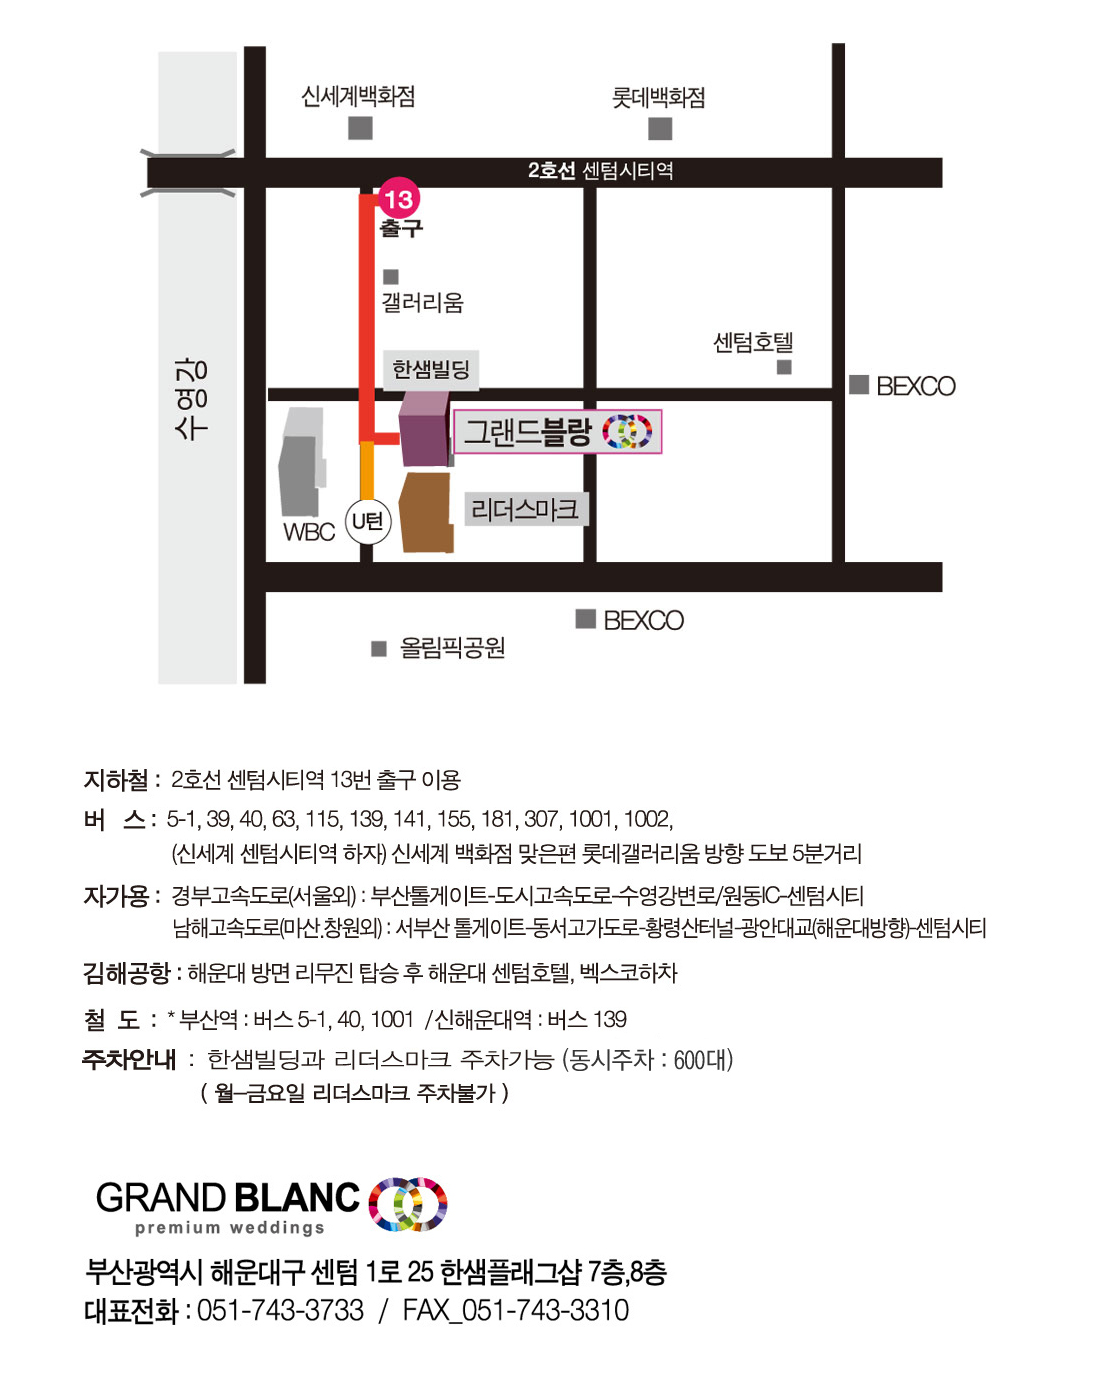 신세계백화점
롯데백화점
2호선 센텀시티역
13
출구
갤러리움
센텀호텔
한샘빌딩
BEXCO
수영강
그랜드블랑
리더스마크
WBC
U턴
BEXCO
올림픽공원
지하철 : 2호선 센텀시티역 13번 출구 이용
버 스 : 5-1, 39, 40, 63, 115, 139, 141, 155, 181, 307, 1001, 1002,
(신세계 센텀시티역 하자) 신세계 백화점 맞은편 롯데갤러리움 방향 도보 5분거리
자가용 : 경부고속도로(서울외) : 부산톨게이트-도시고속도로-수영강변로/원동IC-센텀시티
남해고속도로(마산.창원외) : 서부산 톨게이트-동서고가도로-황령산터널-광안대교(해운대방향)-센텀시티
김해공항 : 해운대 방면 리무진 탑승 후 해운대 센텀호텔, 벡스코하차
철 도 : * 부산역 : 버스 5-1, 40, 1001 /신해운대역 : 버스 139
주차안내 : 한샘빌딩과 리더스마크 주차가능 (동시주차 : 600대)
( 월–금요일 리더스마크 주차불가 )
GRAND BLANC
premium weddings
부산광역시 해운대구 센텀 1로 25 한샘플래그샵 7층,8층
대표전화 : 051-743-3733 / FAX_051-743-3310